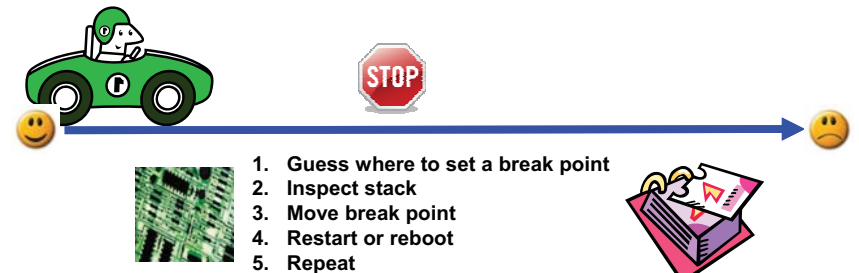 STOP
1
1. Guess where to set a break point
2. Inspect stack
3. Move break point
4. Restart or reboot
5. Repeat